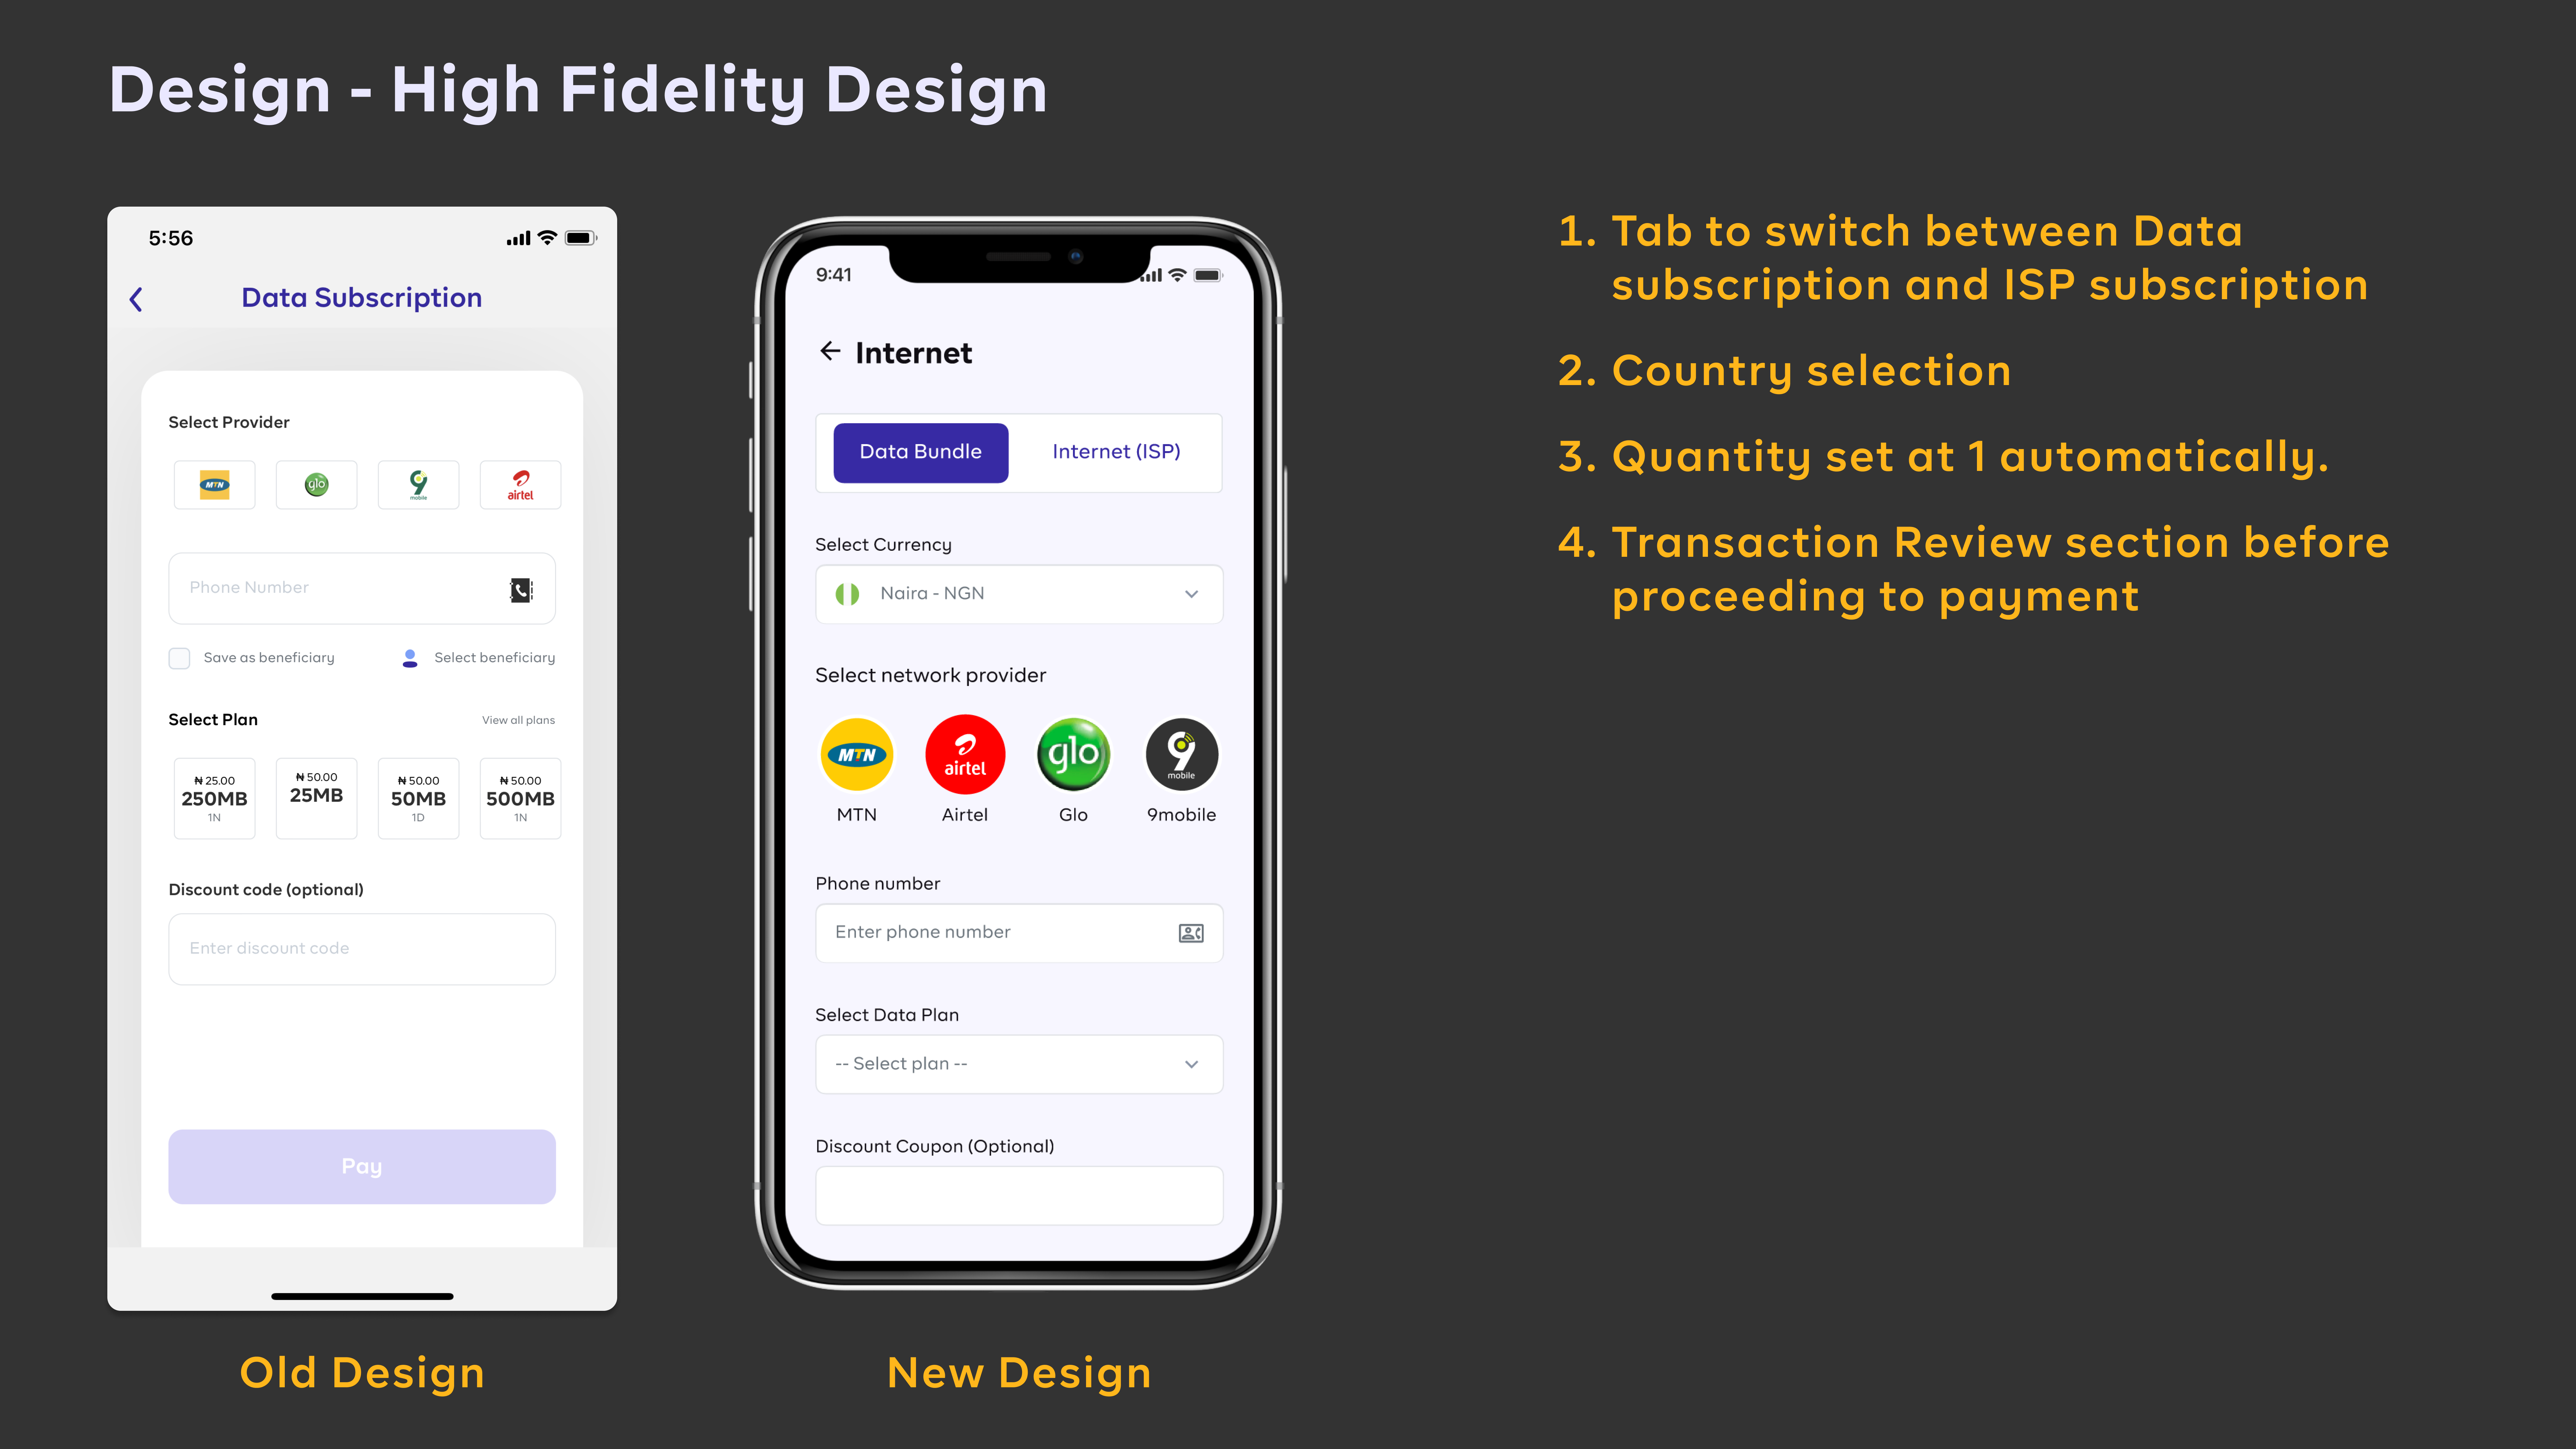 Design - High Fidelity Design
5:56
Data Subscription
Select Provider
MTN
glo
9
mobile
airtel
Phone Number
Save as beneficiary
Select beneficiary
Select Plan
View all plans
₦ 25.00
250MB
1N
₦ 50.00
25MB
₦ 50.00
50MB
1D
₦ 50.00
500MB
1N
Discount code (optional)
Enter discount code
Pay
Old Design
9:41
Internet
Data Bundle
Internet (ISP)
Select Currency
Naira - NGN
Select network provider
MTN
airtel
glo
9
mobile
MTN
Airtel
Glo
9mobile
Phone number
Enter phone number
Select Data Plan
-- Select plan --
Discount Coupon (Optional)
New Design
1. Tab to switch between Data
subscription and ISP subscription
2. Country selection
3. Quantity set at 1 automatically.
4. Transaction Review section before
proceeding to payment